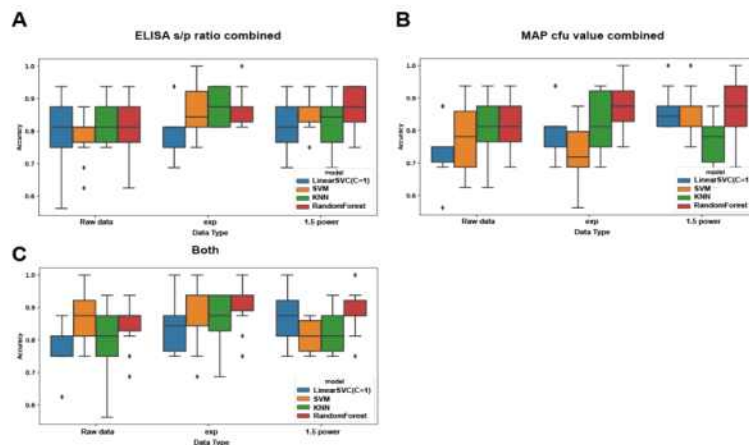 A
ELISA s/p ratio combined
1.0
0.9
0.8
0.7
0.6
Accuracy
model
LinearSVC(C=1)
SVM
KNN
RandomForest
Raw data
exp
1.5 power
Data Type
B
MAP cfu value combined
1.0
0.9
0.8
0.7
0.6
Accuracy
model
LinearSVC(C=1)
SVM
KNN
RandomForest
Raw data
exp
1.5 power
Data Type
C
Both
1.0
0.9
0.8
0.7
0.6
Accuracy
model
LinearSVC(C=1)
SVM
KNN
RandomForest
Raw data
exp
1.5 power
Data Type